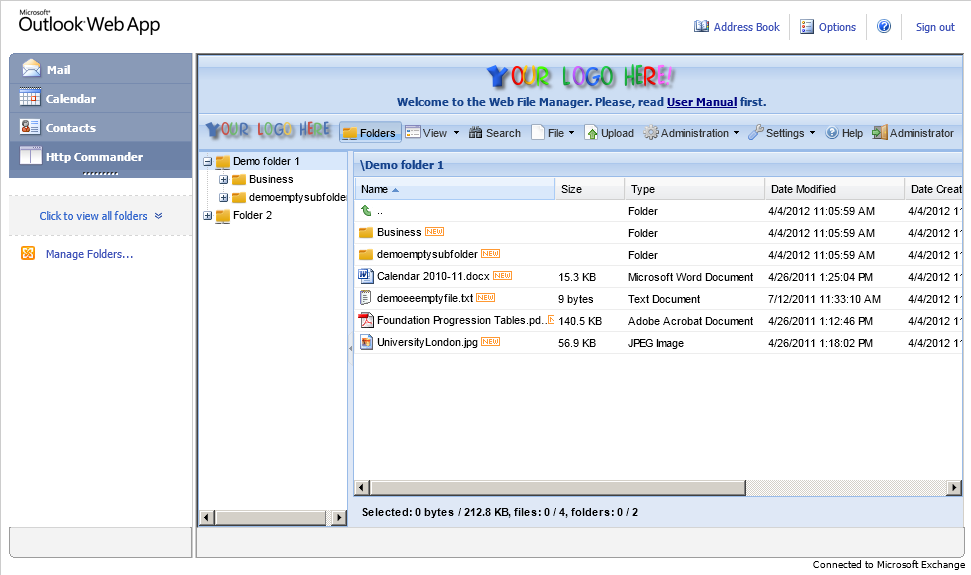 Microsoft®
Outlook Web App
Address Book
Options
Sign out
Mail
Calendar
Contacts
Http Commander
Click to view all folders
Manage Folders...
YOUR LOGO HERE!
Welcome to the Web File Manager. Please, read User Manual first.
YOUR LOGO HERE Folders View Search File Upload Administration Settings Help Administrator
Demo folder 1
Business
demoemptysubfolde
Folder 2
\Demo folder 1
Name Size Type Date Modified Date Creat
.. Folder 4/4/2012 11:05:59 AM 4/4/2012 1
Business NEW Folder 4/4/2012 11:05:59 AM 4/4/2012 1
demoemptysubfolder NEW Folder 4/4/2012 11:05:59 AM 4/4/2012 1
Calendar 2010-11.docx NEW 15.3 KB Microsoft Word Document 4/26/2011 1:25:04 PM 4/4/2012 1
demoeeemptyfile.txt NEW 9 bytes Text Document 7/12/2011 11:33:10 AM 4/4/2012 1
Foundation Progression Tables.pd... 140.5 KB Adobe Acrobat Document 4/26/2011 1:12:46 PM 4/4/2012 1
UniversityLondon.jpg NEW 56.9 KB JPEG Image 4/26/2011 1:18:02 PM 4/4/2012 1
Selected: 0 bytes / 212.8 KB, files: 0 / 4, folders: 0 / 2
Connected to Microsoft Exchange